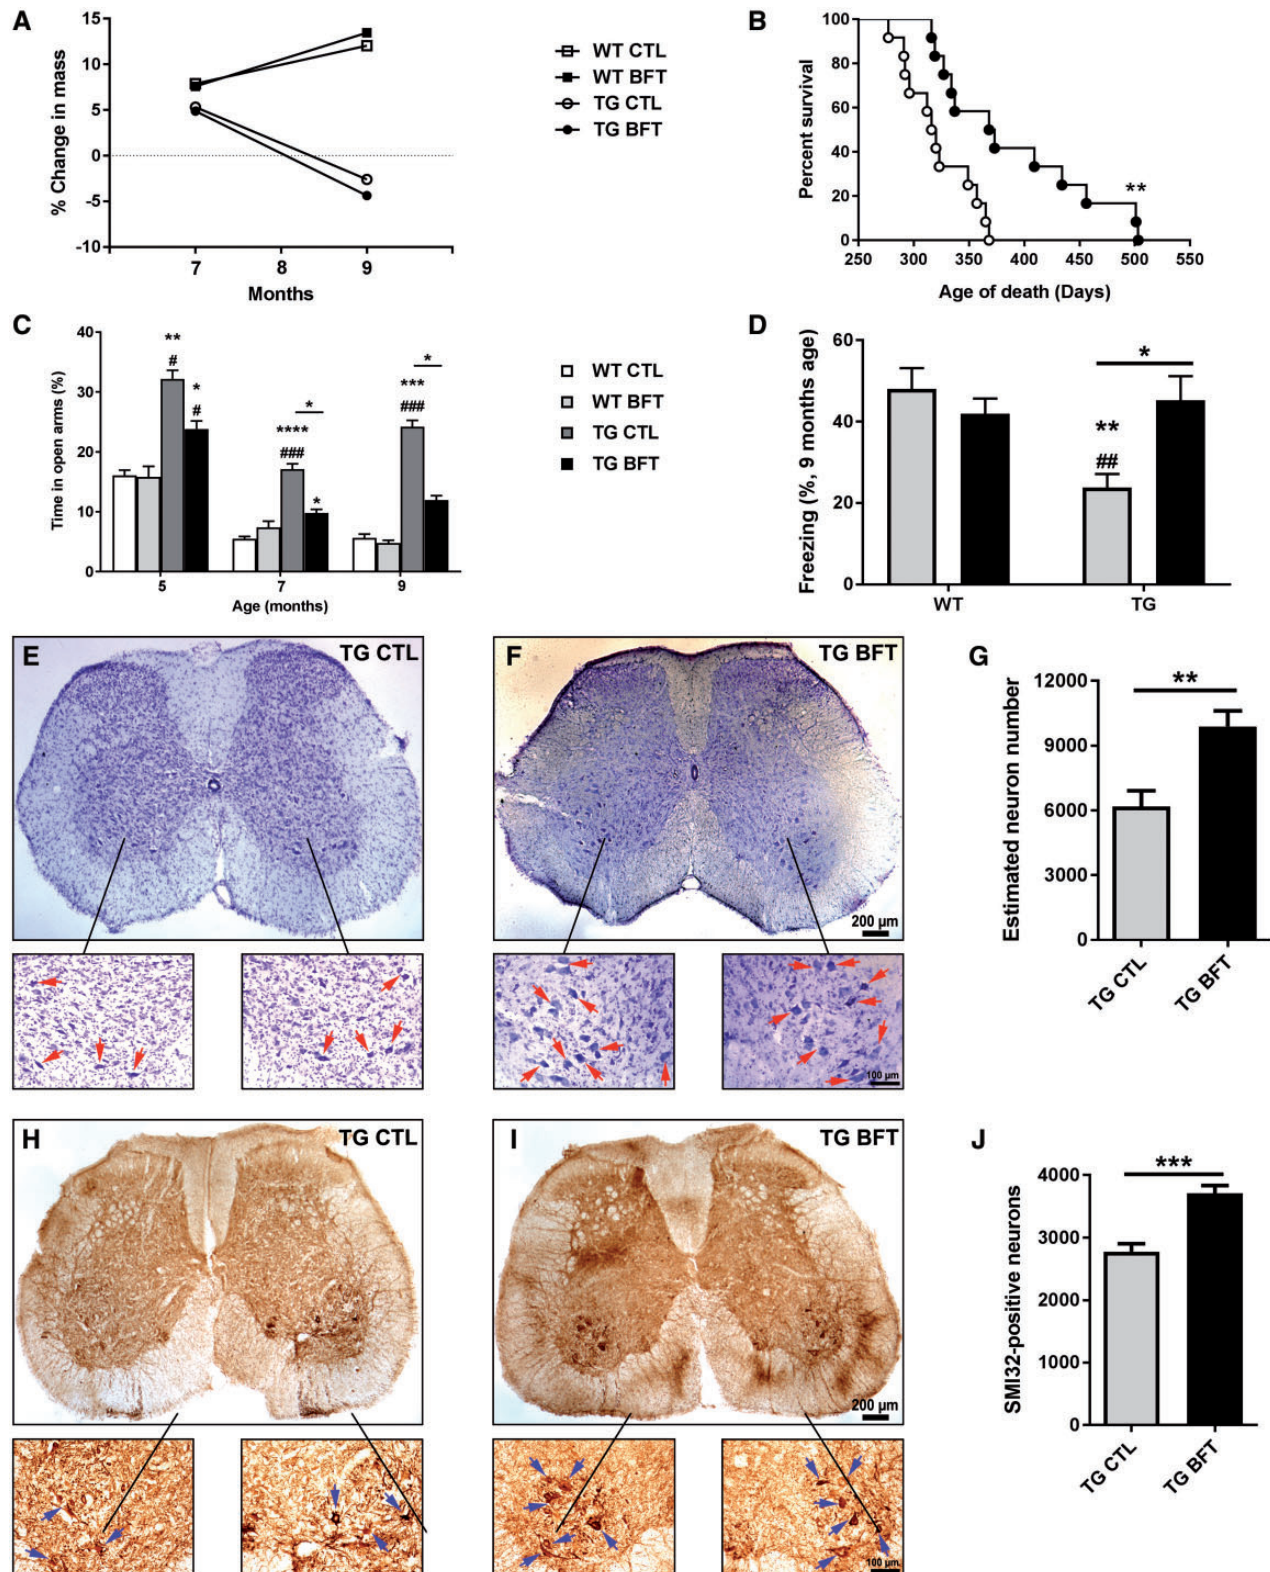 A
15
10
5
0
-5
-10
% Change in mass
7 8 9
Months
WT CTL
WT BFT
TG CTL
TG BFT
B
100
80
60
40
20
0
Percent survival
**
250 300 350 400 450 500 550
Age of death (Days)
C
40
30
20
10
0
Time in open arms (%)
**
#
*
#
*
****
###
*
*
***
###
5 7 9
Age (months)
WT CTL
WT BFT
TG CTL
TG BFT
D
60
40
20
0
Freezing (%, 9 months age)
*
**
##
WT TG
E TG CTL
F TG BFT
200 µm
100 µm
G
12000
9000
6000
3000
0
Estimated neuron number
**
TG CTL
TG BFT
H TG CTL
I TG BFT
200 µm
100 µm
J
4000
3000
2000
1000
0
SMI32-positive neurons
***
TG CTL
TG BFT